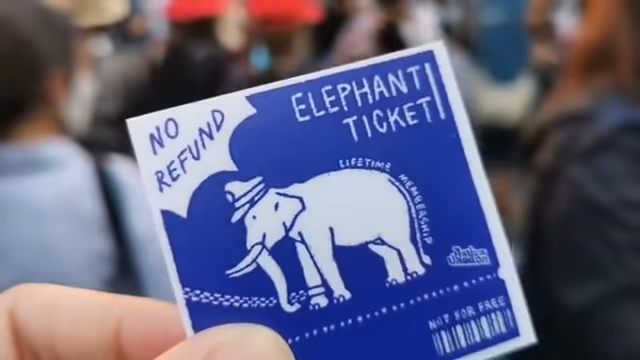 NO
REFUND
ELEPHANT
TICKET
LIFETIME MEMBERSHIP
NOT FOR FREE